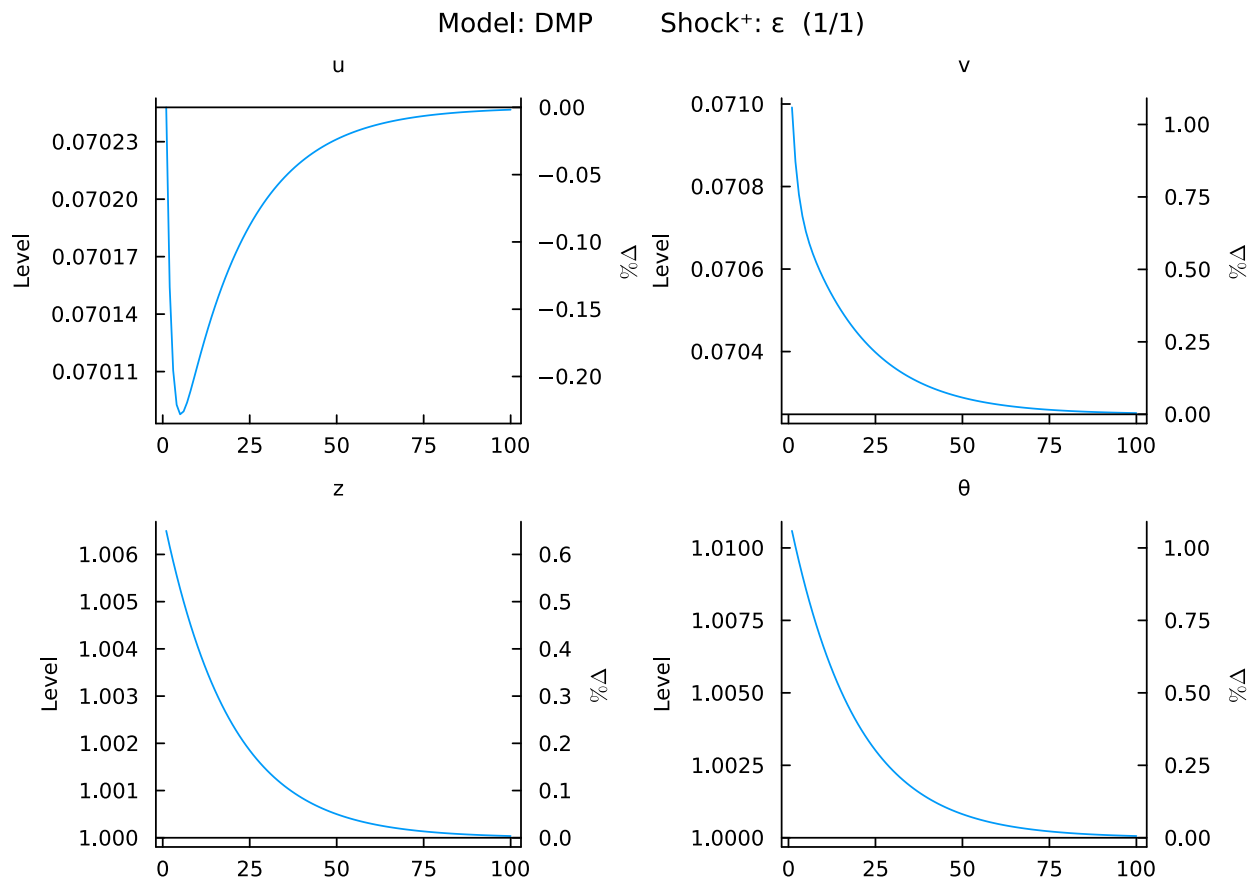 Model: DMP Shock⁺: ε (1/1)
u
v
0.07023
0.07020
0.07017
0.07014
0.07011
Level
0.00
−0.05
−0.10
−0.15
−0.20
%Δ
0 25 50 75 100
0.0710
0.0708
0.0706
0.0704
Level
1.00
0.75
0.50
0.25
0.00
%Δ
0 25 50 75 100
z
θ
1.006
1.005
1.004
1.003
1.002
1.001
1.000
Level
0.6
0.5
0.4
0.3
0.2
0.1
0.0
%Δ
0 25 50 75 100
1.0100
1.0075
1.0050
1.0025
1.0000
Level
1.00
0.75
0.50
0.25
0.00
%Δ
0 25 50 75 100